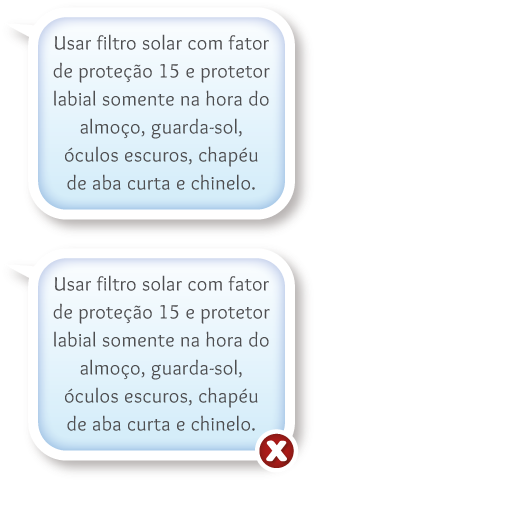 Usar filtro solar com fator
de proteção 15 e protetor
labial somente na hora do
almoço, guarda-sol,
óculos escuros, chapéu
de aba curta e chinelo.
Usar filtro solar com fator
de proteção 15 e protetor
labial somente na hora do
almoço, guarda-sol,
óculos escuros, chapéu
de aba curta e chinelo.